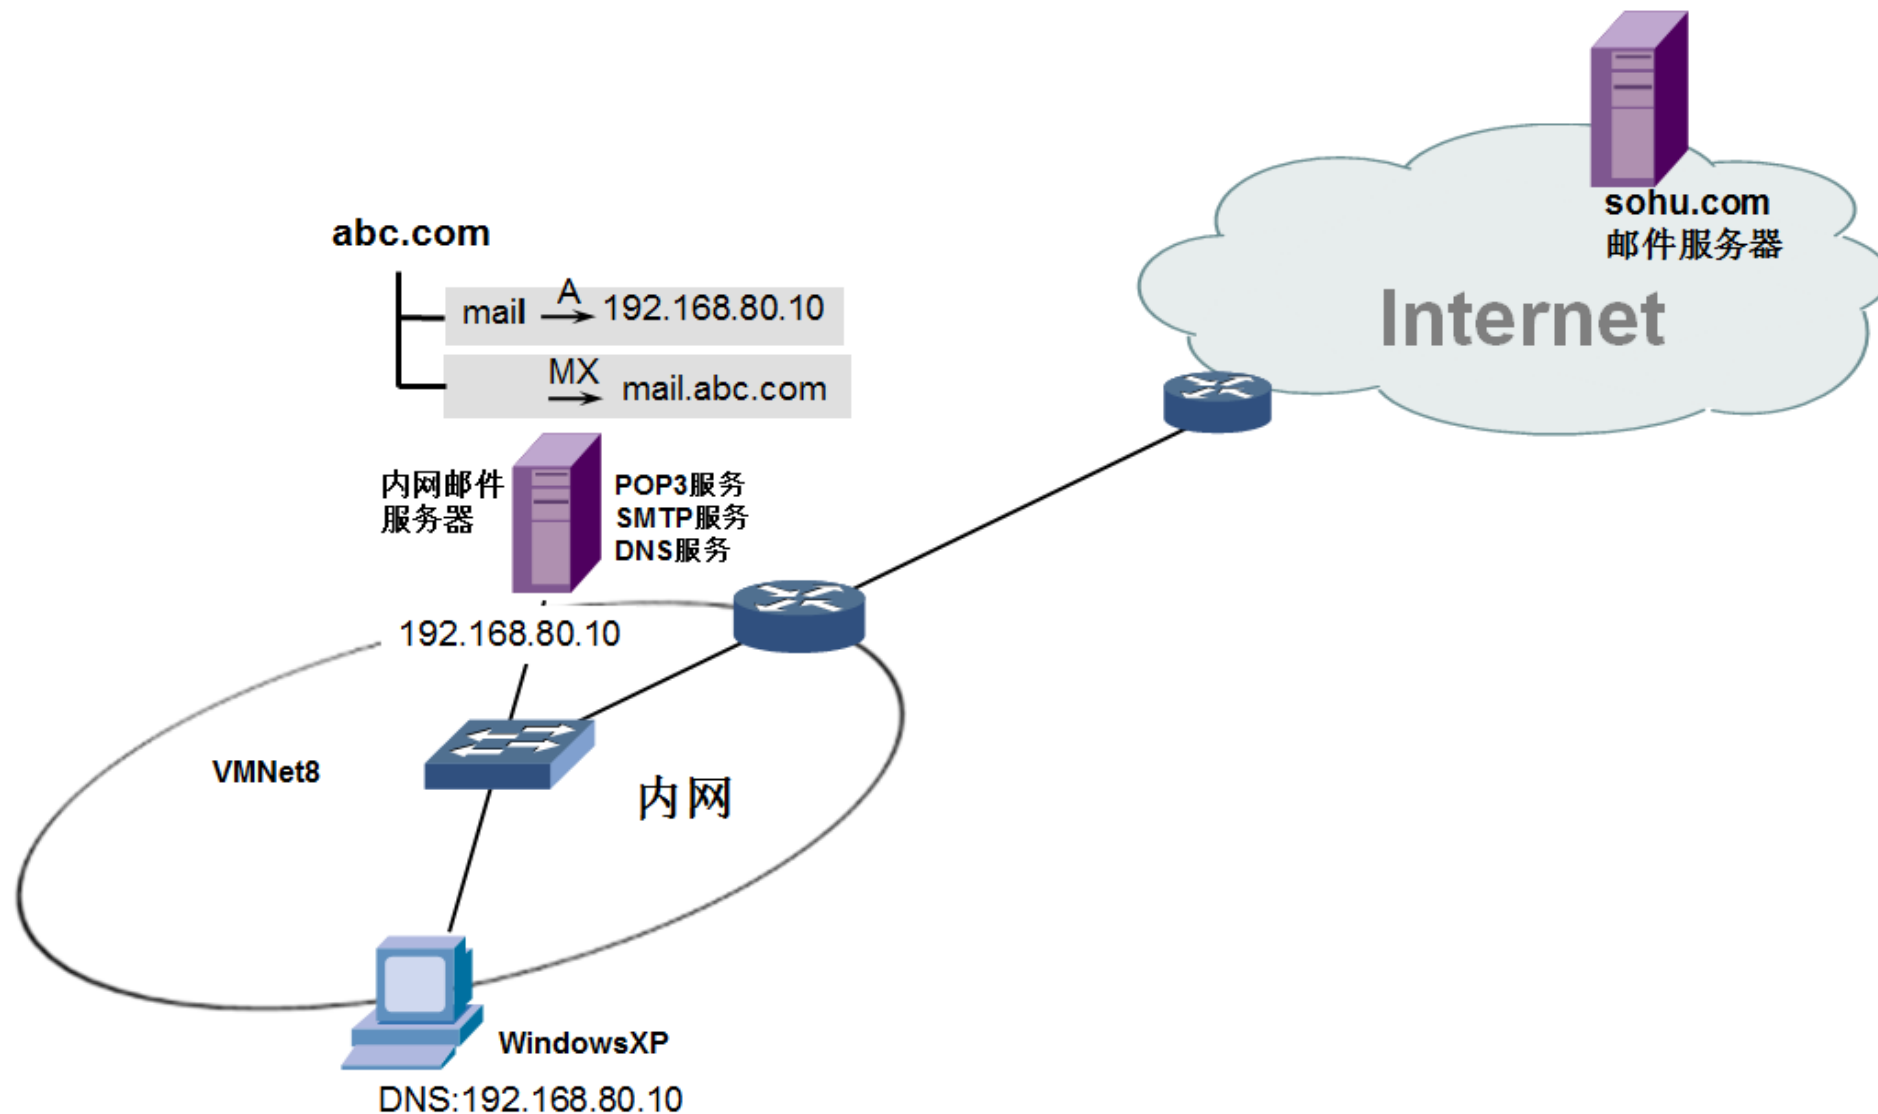 sohu.com
邮件服务器
Internet
abc.com
mail A 192.168.80.10
MX mail.abc.com
内网邮件
服务器
POP3服务
SMTP服务
DNS服务
192.168.80.10
VMNet8
内网
WindowsXP
DNS:192.168.80.10